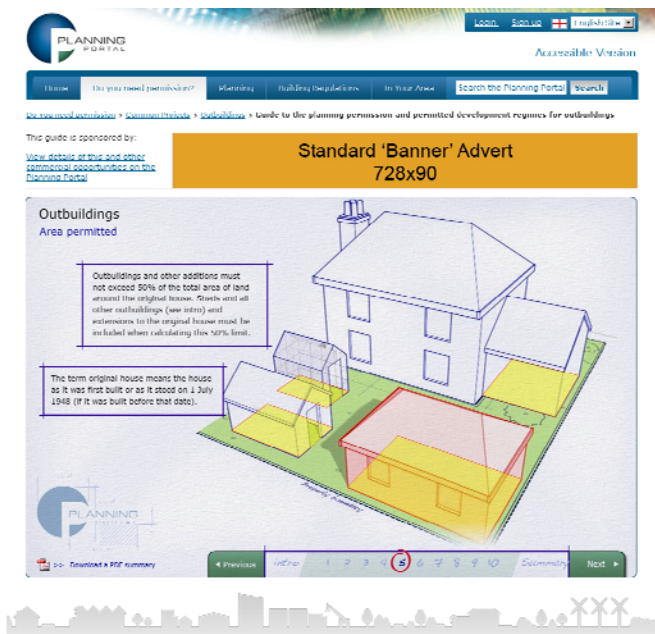 PLANNING
PORTAL
Login Sign up English Site
Accessible Version
Home Do you need permission? Planning Building Regulations In Your Area Search the Planning Portal Search
Do you need permission > Common Projects > Outbuildings > Guide to the planning permission and permitted development regimes for outbuildings
This guide is sponsored by:
View details of this and other
commercial opportunities on the
Planning Portal
Standard ‘Banner’ Advert
728x90
Outbuildings
Area permitted
Outbuildings and other additions must
not exceed 50% of the total area of land
around the original house. Sheds and all
other outbuildings (see intro) and
extensions to the original house must be
included when calculating this 50% limit.
The term original house means the house
as it was first built or as it stood on 1 July
1948 (if it was built before that date).
Property boundary
PLANNING
>> Download a PDF summary
Previous intro 1 2 3 4 5 6 7 8 9 10 Summary Next